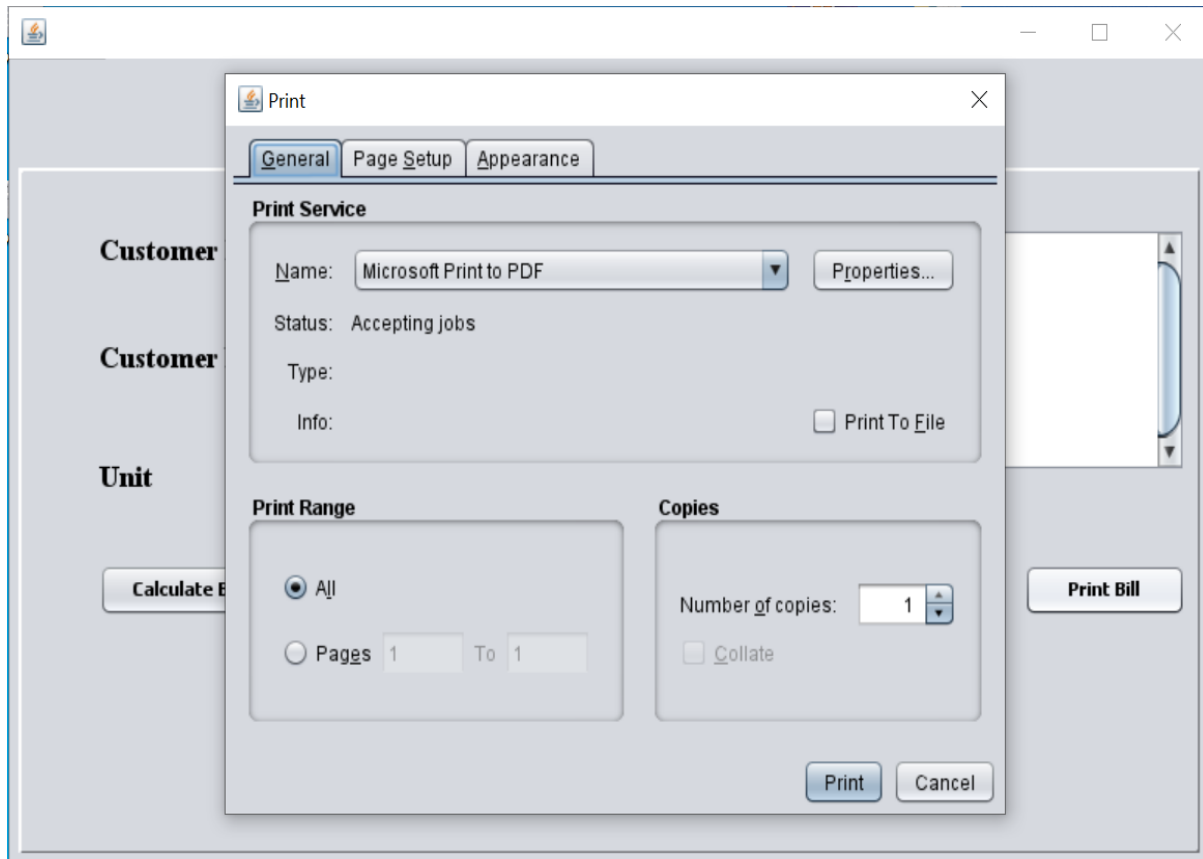 Print
General Page Setup Appearance
Print Service
Customer
Name: Microsoft Print to PDF Properties...
Status: Accepting jobs
Customer
Type:
Info: Print To File
Unit
Print Range Copies
Calculate Print Bill
All
Number of copies: 1
Pages 1 To 1
Collate
Print Cancel